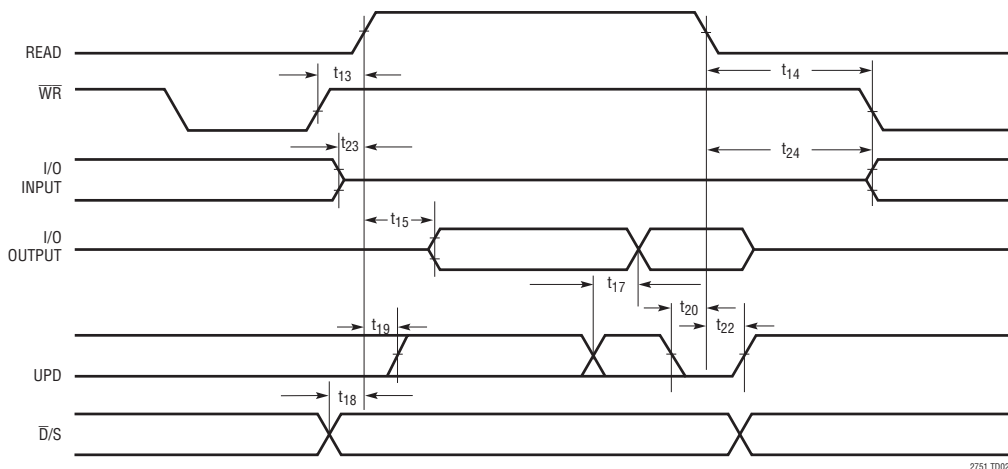 READ
t13
t14
WR
t23
t24
I/O
INPUT
t15
I/O
OUTPUT
t17
t20
t19
t22
UPD
t18
D/S
2751 TD02